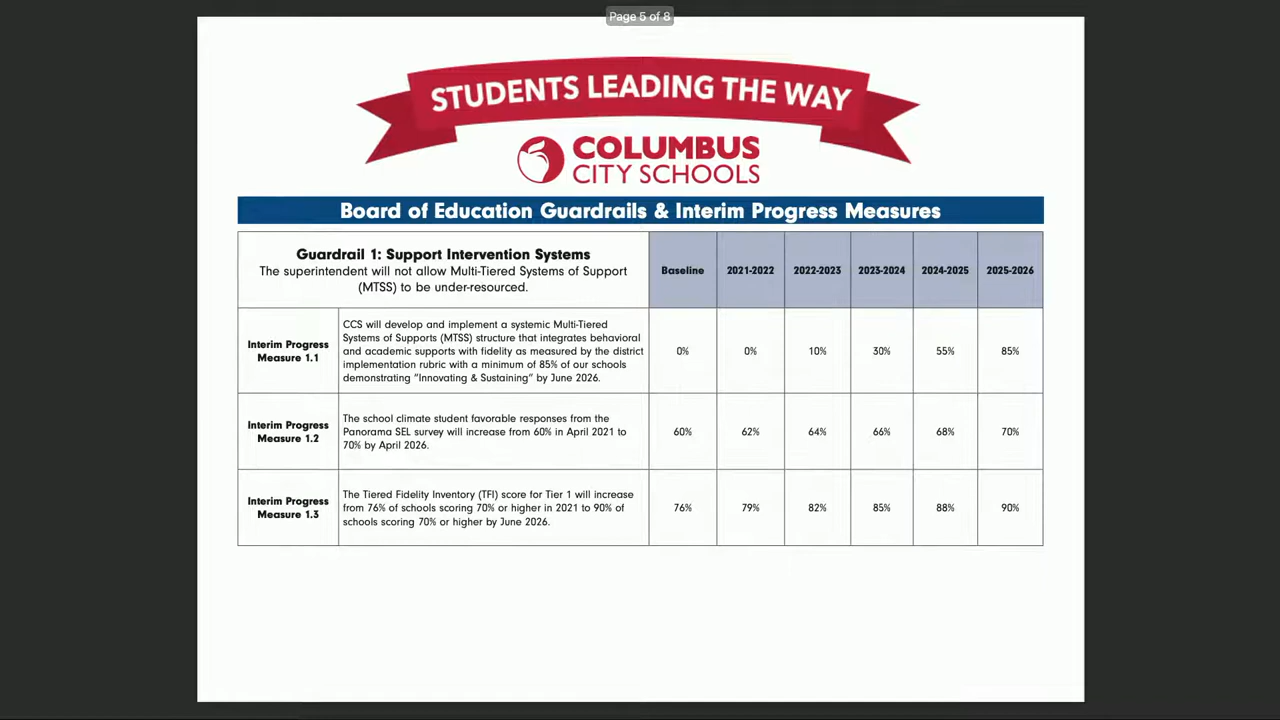 Page 5 of 8
STUDENTS LEADING THE WAY
COLUMBUS
CITY SCHOOLS
Board of Education Guardrails & Interim Progress Measures
Guardrail 1: Support Intervention Systems
The superintendent will not allow Multi-Tiered Systems of Support
(MTSS) to be under-resourced.
Baseline
2021-2022
2022-2023
2023-2024
2024-2025
2025-2026
Interim Progress
Measure 1.1
CCS will develop and implement a systemic Multi-Tiered
Systems of Supports (MTSS) structure that integrates behavioral
and academic supports with fidelity as measured by the district
implementation rubric with a minimum of 85% of our schools
demonstrating "Innovating & Sustaining" by June 2026.
0%
0%
10%
30%
55%
85%
Interim Progress
Measure 1.2
The school climate student favorable responses from the
Panorama SEL survey will increase from 60% in April 2021 to
70% by April 2026.
60%
62%
64%
66%
68%
70%
Interim Progress
Measure 1.3
The Tiered Fidelity Inventory (TFI) score for Tier 1 will increase
from 76% of schools scoring 70% or higher in 2021 to 90% of
schools scoring 70% or higher by June 2026.
76%
79%
82%
85%
88%
90%